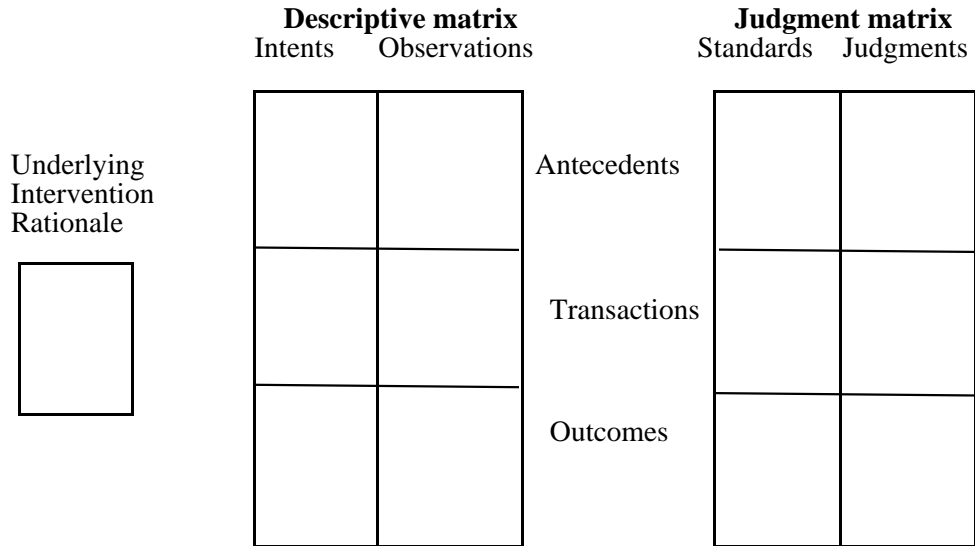 Descriptive matrix
Judgment matrix
Intents Observations
Standards Judgments
Underlying
Intervention
Rationale
Antecedents
Transactions
Outcomes